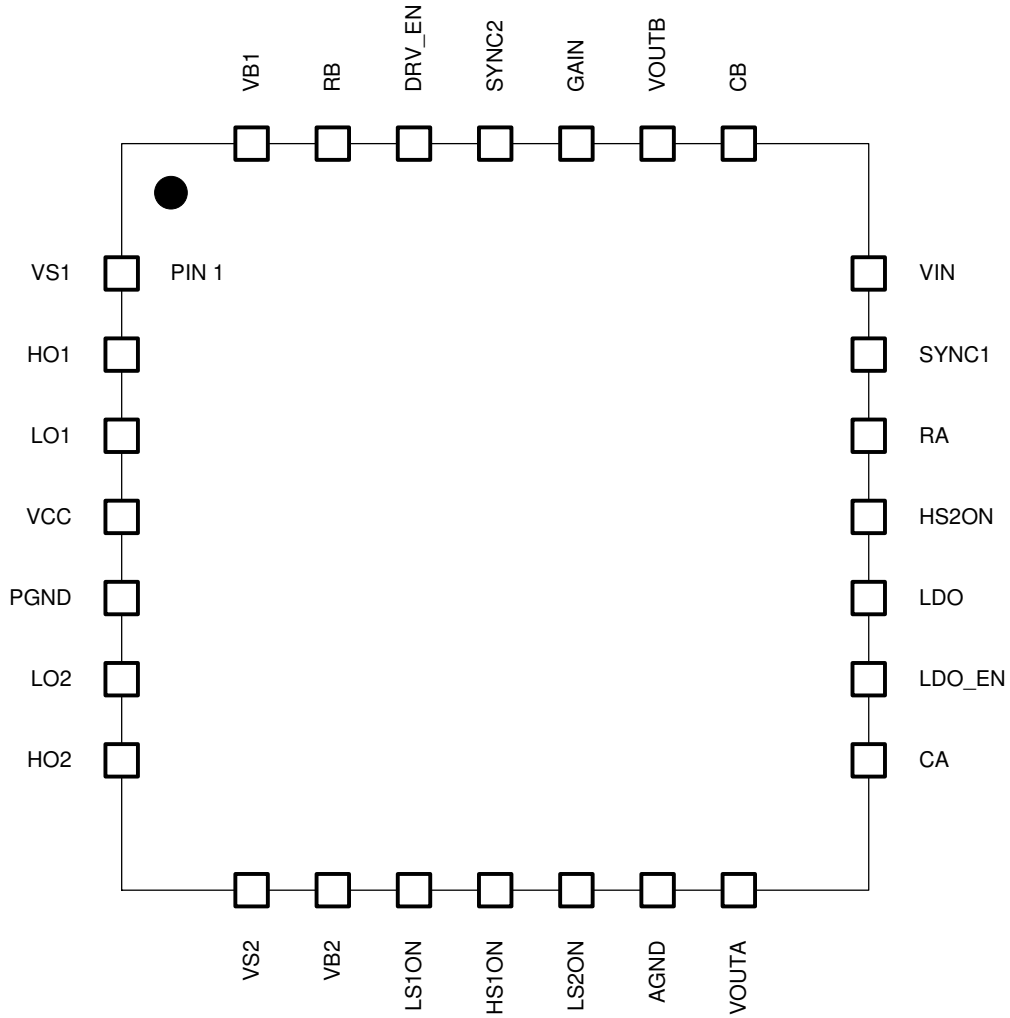 VB1
RB
DRV_EN
SYNC2
GAIN
VOUTB
CB
VS1
PIN 1
VIN
HO1
SYNC1
LO1
RA
VCC
HS2ON
PGND
LDO
LO2
LDO_EN
HO2
CA
VS2
VB2
LS1ON
HS1ON
LS2ON
AGND
VOUTA